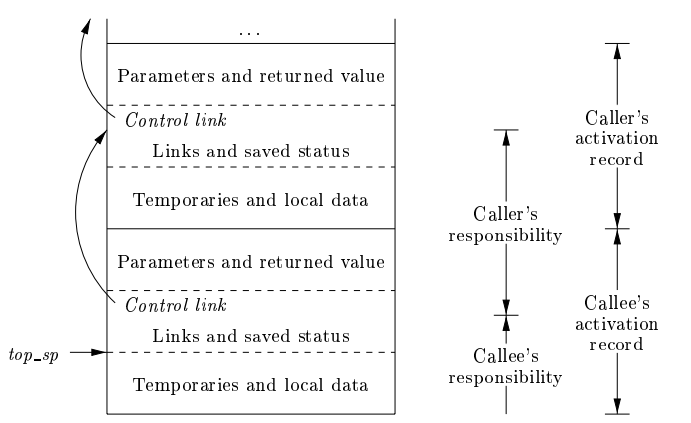 ...
Parameters and returned value
Control link
Links and saved status
Temporaries and local data
Parameters and returned value
Control link
Links and saved status
Temporaries and local data
top_sp
Caller's
responsibility
Callee's
responsibility
Caller's
activation
record
Callee's
activation
record